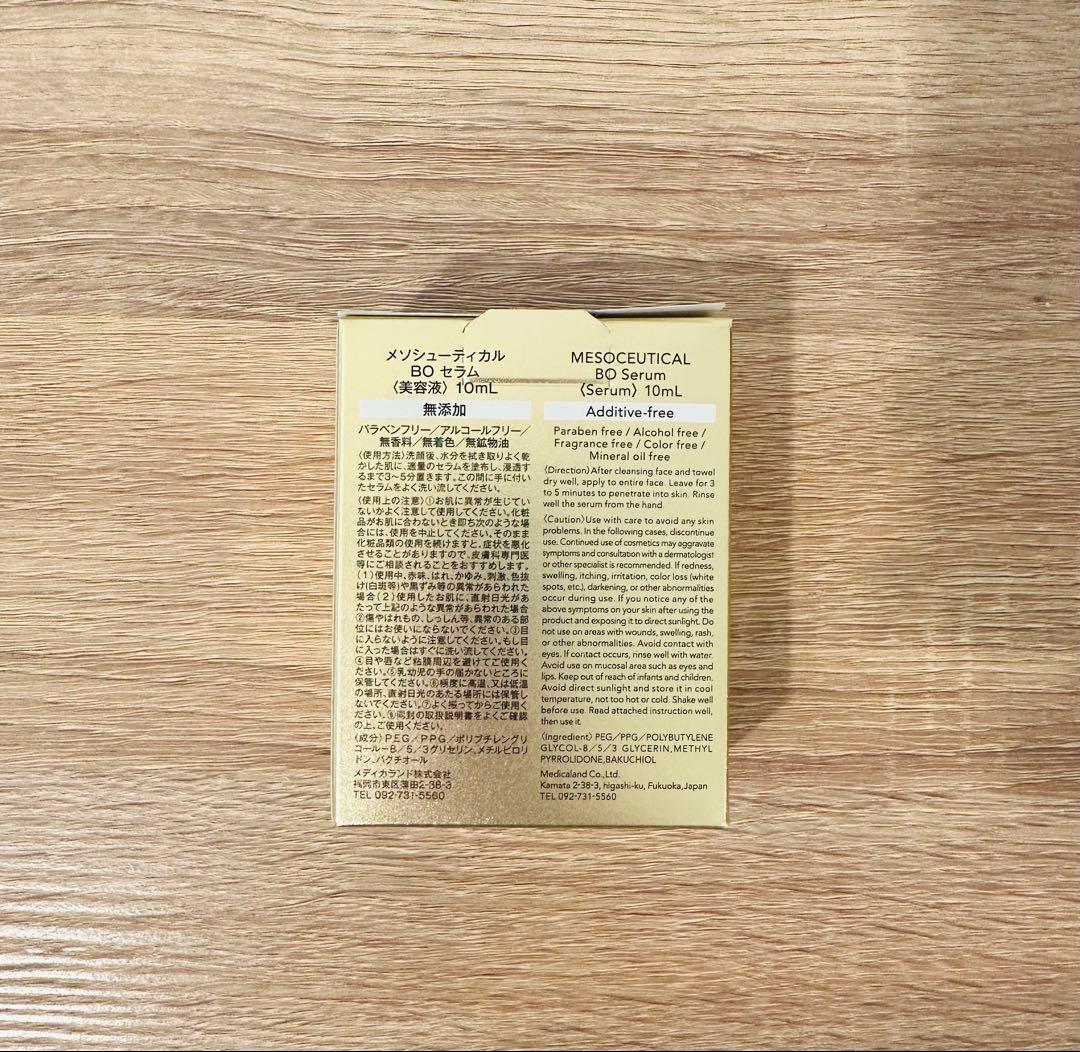 メソシューティカル
BO セラム
〈美容液〉10mL
無添加
パラベンフリー／アルコールフリー／
無香料／無着色／無鉱物油
〈使用方法〉洗顔後、水分を拭き取りよく乾
かした肌に、適量のセラムを塗布し、浸透す
るまで3〜5分置きます。この間に手に付い
たセラムをよく洗い流してください。
〈使用上の注意〉①お肌に異常が生じてい
ないかよく注意して使用してください。化粧
品がお肌に合わないとき即ち次のような場
合には、使用を中止してください。そのまま
化粧品類の使用を続けますと、症状を悪化
させることがありますので、皮膚科専門医
等にご相談されることをおすすめします。
（1）使用中、赤味、はれ、かゆみ、刺激、色抜
け(白斑等)や黒ずみ等の異常があらわれた
場合（2）使用したお肌に、直射日光があ
たって上記のような異常があらわれた場合
②傷やはれもの、しっしん等、異常のある部
位にはお使いにならないでください。③目
に入らないように注意してください。もし目
に入った場合はすぐに洗い流してください。
④目や唇など粘膜周辺を避けてご使用く
ださい。⑤乳幼児の手の届かないところに
保管してください。⑥極度に高温、又は低温
の場所、直射日光のあたる場所には保管し
ないでください。⑦よく振ってからご使用く
ださい。⑧同封の取扱説明書をよくご確認
の上、ご使用ください。
〈成分〉PEG／PPG／ポリブチレングリ
コールー8／5／3グリセリン、メチルピロリ
ドン、バクチオール
メディカランド株式会社
福岡市東区蒲田2-38-3
TEL 092-731-5560
MESOCEUTICAL
BO Serum
〈Serum〉10mL
Additive-free
Paraben free / Alcohol free /
Fragrance free / Color free /
Mineral oil free
〈Direction〉After cleansing face and towel
dry well, apply to entire face. Leave for 3
to 5 minutes to penetrate into skin. Rinse
well the serum from the hand.
〈Caution〉Use with care to avoid any skin
problems. In the following cases, discontinue
use. Continued use of cosmetics may aggravate
symptoms and consultation with a dermatologist
or other specialist is recommended. If redness,
swelling, itching, irritation, color loss (white
spots, etc.), darkening, or other abnormalities
occur during use. If you notice any of the
above symptoms on your skin after using the
product and exposing it to direct sunlight. Do
not use on areas with wounds, swelling, rash,
or other abnormalities. Avoid contact with
eyes. If contact occurs, rinse well with water.
Avoid use on mucosal area such as eyes and
lips. Keep out of reach of infants and children.
Avoid direct sunlight and store it in cool
temperature, not too hot or cold. Shake well
before use. Read attached instruction well,
then use it.
〈Ingredient〉PEG/PPG/POLYBUTYLENE
GLYCOL-8/5/3 GLYCERIN,METHYL
PYRROLIDONE,BAKUCHIOL
Medicaland Co.,Ltd.
Kamata 2-38-3, higashi-ku, Fukuoka,Japan
TEL 092-731-5560